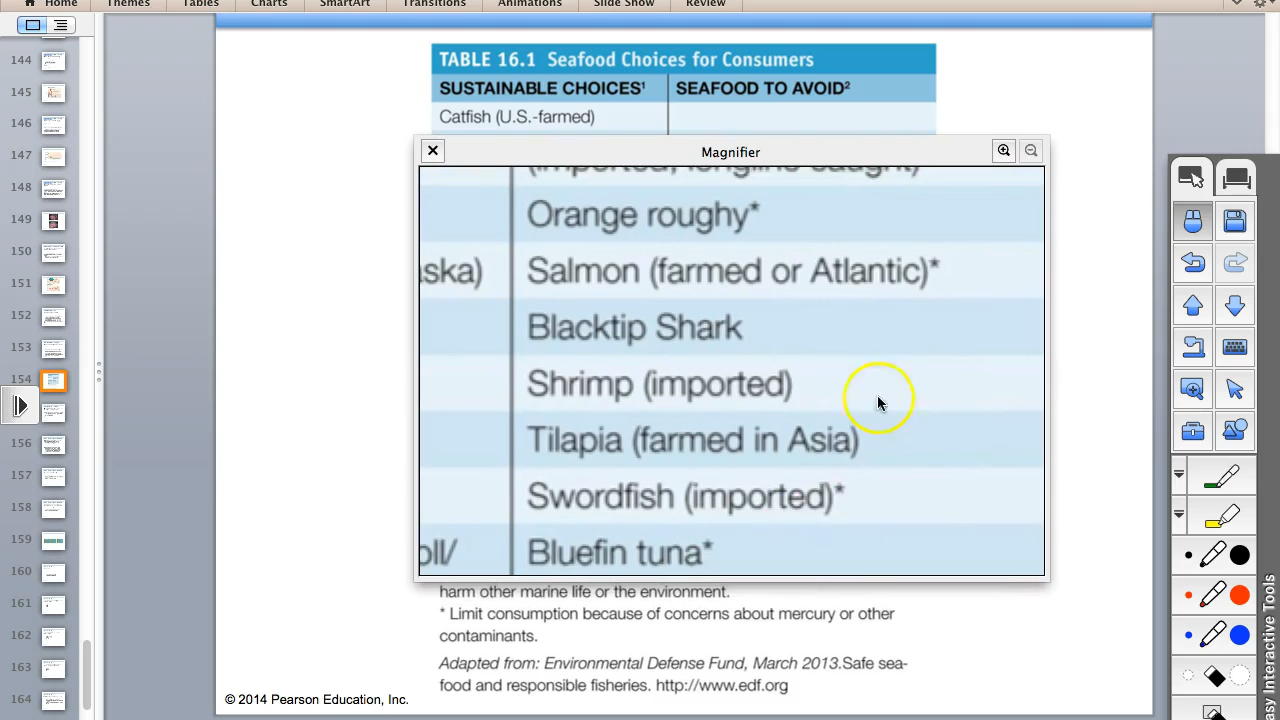 Home Themes Tables Charts SmartArt Transitions Animations Slide Show Review
144
145
146
147
148
149
150
151
152
153
154
156
157
158
159
160
161
162
163
164
TABLE 16.1 Seafood Choices for Consumers
SUSTAINABLE CHOICES¹ SEAFOOD TO AVOID²
Catfish (U.S.-farmed)
Magnifier
(imported, longline-caught)
Orange roughy*
aska) Salmon (farmed or Atlantic)*
Blacktip Shark
Shrimp (imported)
Tilapia (farmed in Asia)
Swordfish (imported)*
oll/ Bluefin tuna*
harm other marine life or the environment.
* Limit consumption because of concerns about mercury or other
contaminants.
Adapted from: Environmental Defense Fund, March 2013.Safe sea-
food and responsible fisheries. http://www.edf.org
© 2014 Pearson Education, Inc.
asy Interactive Tools